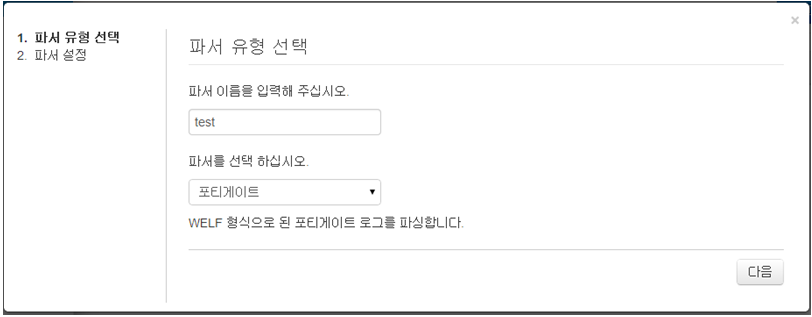 ×
1. 파서 유형 선택
2. 파서 설정
파서 유형 선택
파서 이름을 입력해 주십시오.
test
파서를 선택 하십시오.
포티게이트
WELF 형식으로 된 포티게이트 로그를 파싱합니다.
다음